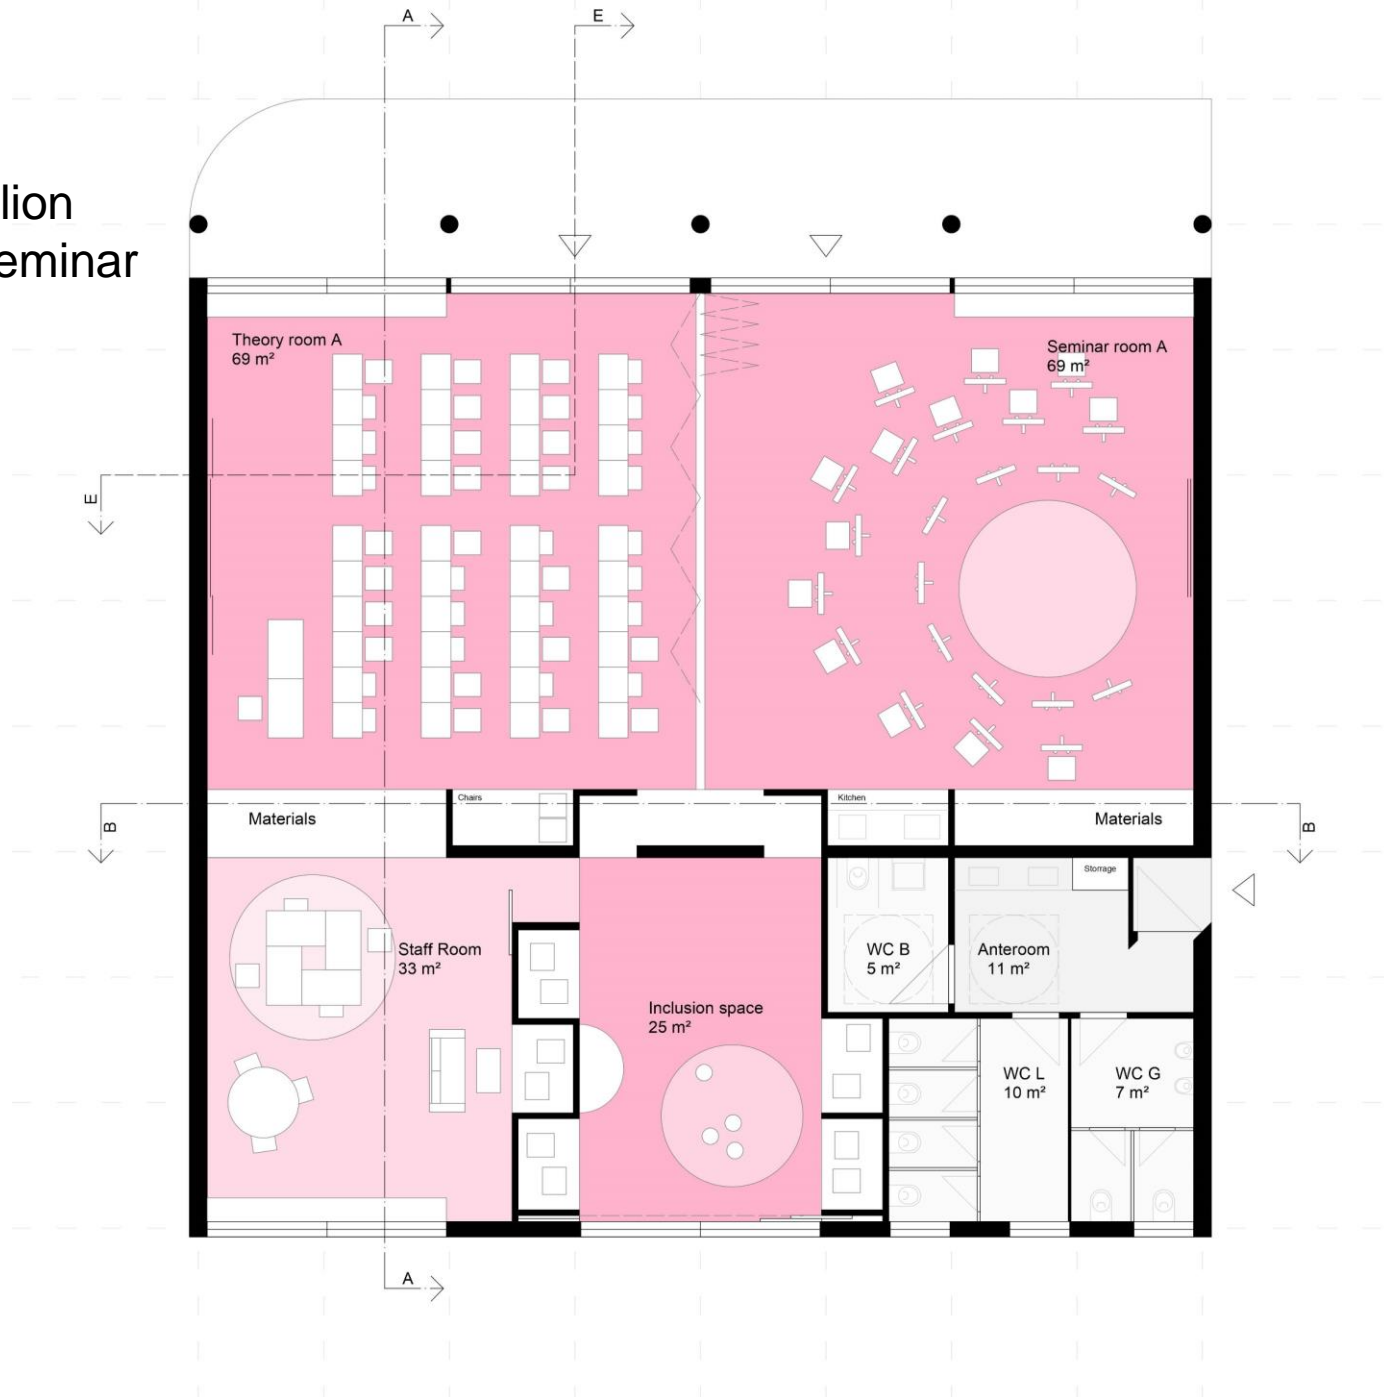 A
E
lion
eminar
Theory room A
69 m²
Seminar room A
69 m²
E
Chairs
Kitchen
Materials
Materials
B
B
Storrage
Staff Room
33 m²
WC B
5 m²
Anteroom
11 m²
Inclusion space
25 m²
WC L
10 m²
WC G
7 m²
A